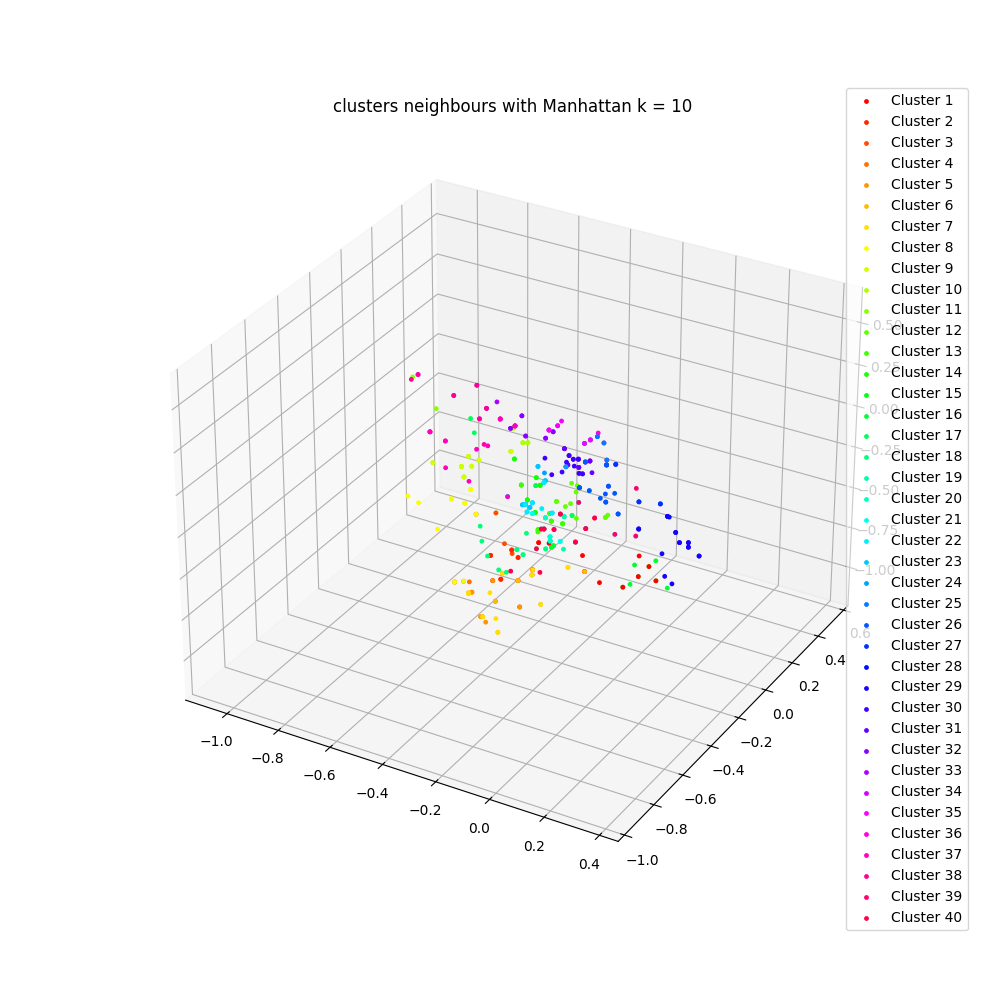 clusters neighbours with Manhattan k = 10
Cluster 1
Cluster 2
Cluster 3
Cluster 4
Cluster 5
Cluster 6
Cluster 7
Cluster 8
Cluster 9
Cluster 10
Cluster 11
Cluster 12
Cluster 13
Cluster 14
Cluster 15
Cluster 16
Cluster 17
Cluster 18
Cluster 19
Cluster 20
Cluster 21
Cluster 22
Cluster 23
Cluster 24
Cluster 25
Cluster 26
Cluster 27
Cluster 28
Cluster 29
Cluster 30
Cluster 31
Cluster 32
Cluster 33
Cluster 34
Cluster 35
Cluster 36
Cluster 37
Cluster 38
Cluster 39
Cluster 40
0.50
0.25
0.00
−0.25
−0.50
−0.75
−1.00
0.6
0.4
0.2
0.0
−0.2
−0.4
−0.6
−0.8
−1.0
−1.0
−0.8
−0.6
−0.4
−0.2
0.0
0.2
0.4